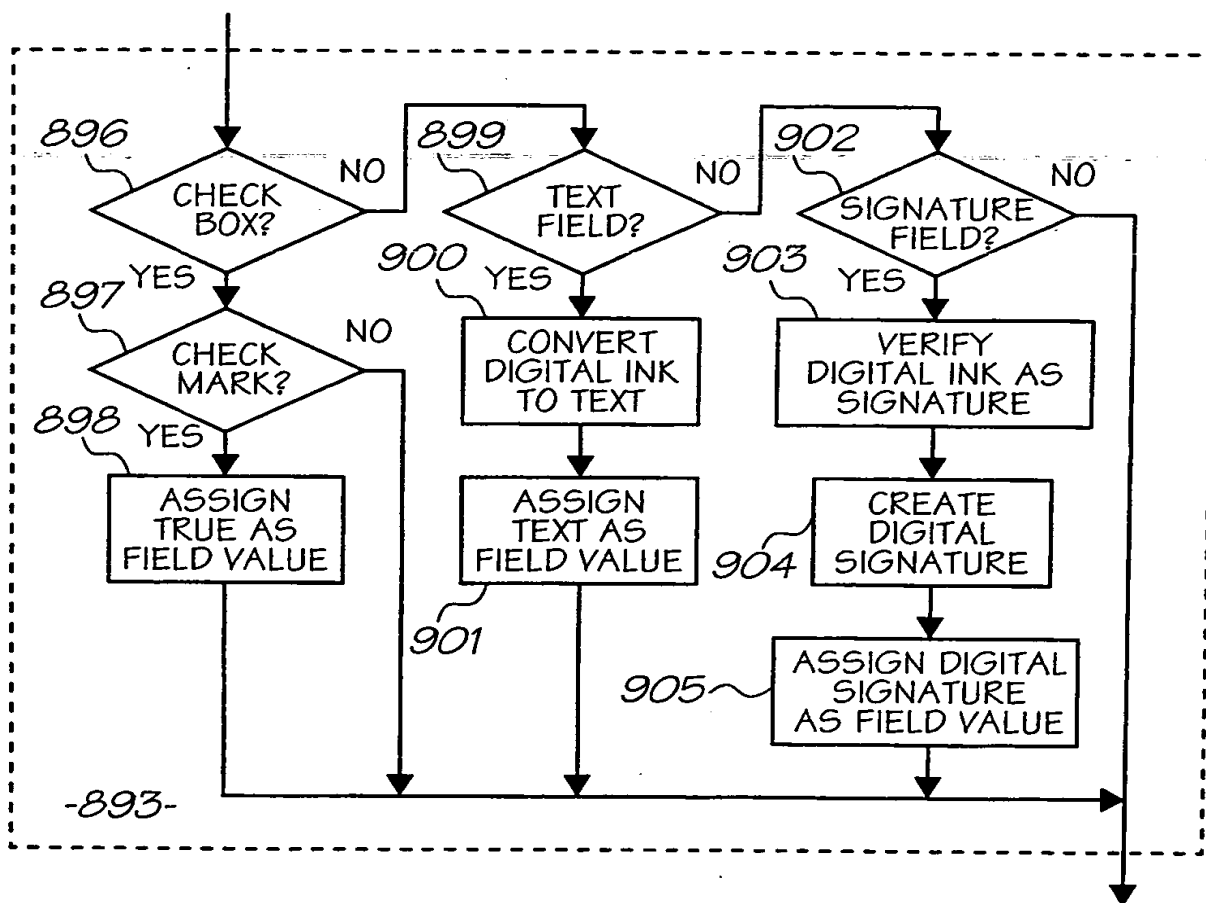 896
CHECK
BOX?
NO
YES
897
CHECK
MARK?
NO
YES
898
ASSIGN
TRUE AS
FIELD VALUE
899
TEXT
FIELD?
NO
YES
900
CONVERT
DIGITAL INK
TO TEXT
ASSIGN
TEXT AS
FIELD VALUE
901
902
SIGNATURE
FIELD?
NO
YES
903
VERIFY
DIGITAL INK AS
SIGNATURE
CREATE
DIGITAL
SIGNATURE
904
ASSIGN DIGITAL
SIGNATURE
AS FIELD VALUE
905
-893-